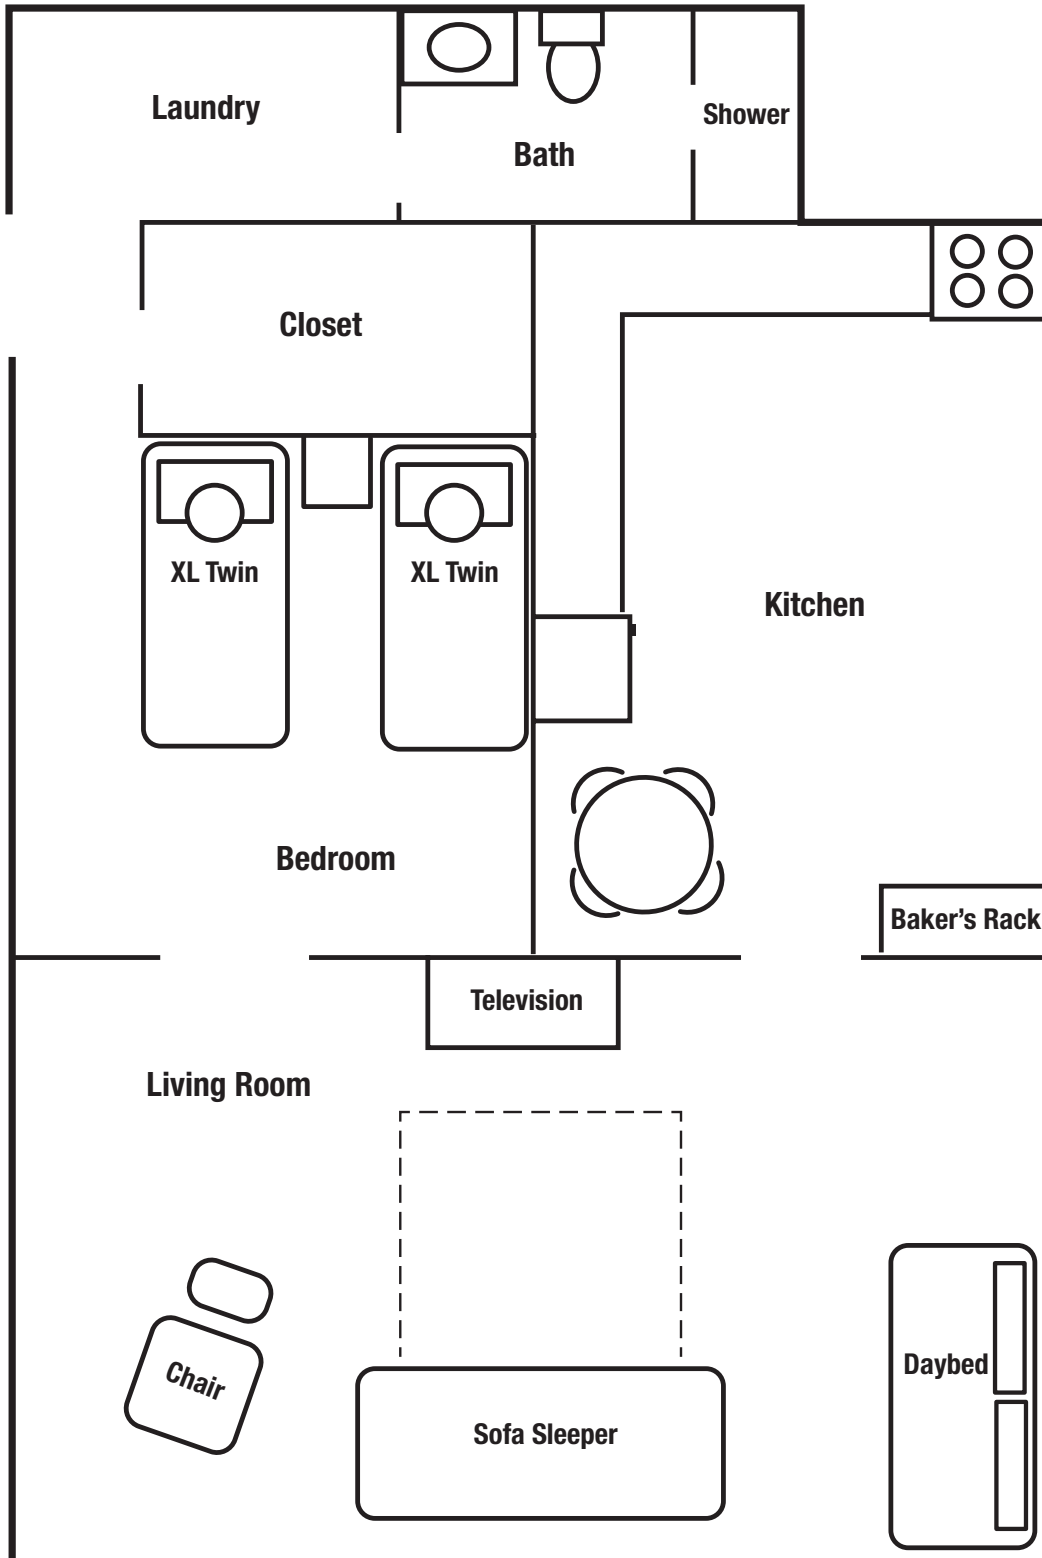 Laundry
Shower
Bath
Closet
XL Twin
XL Twin
Kitchen
Bedroom
Baker’s Rack
Television
Living Room
Daybed
Chair
Sofa Sleeper